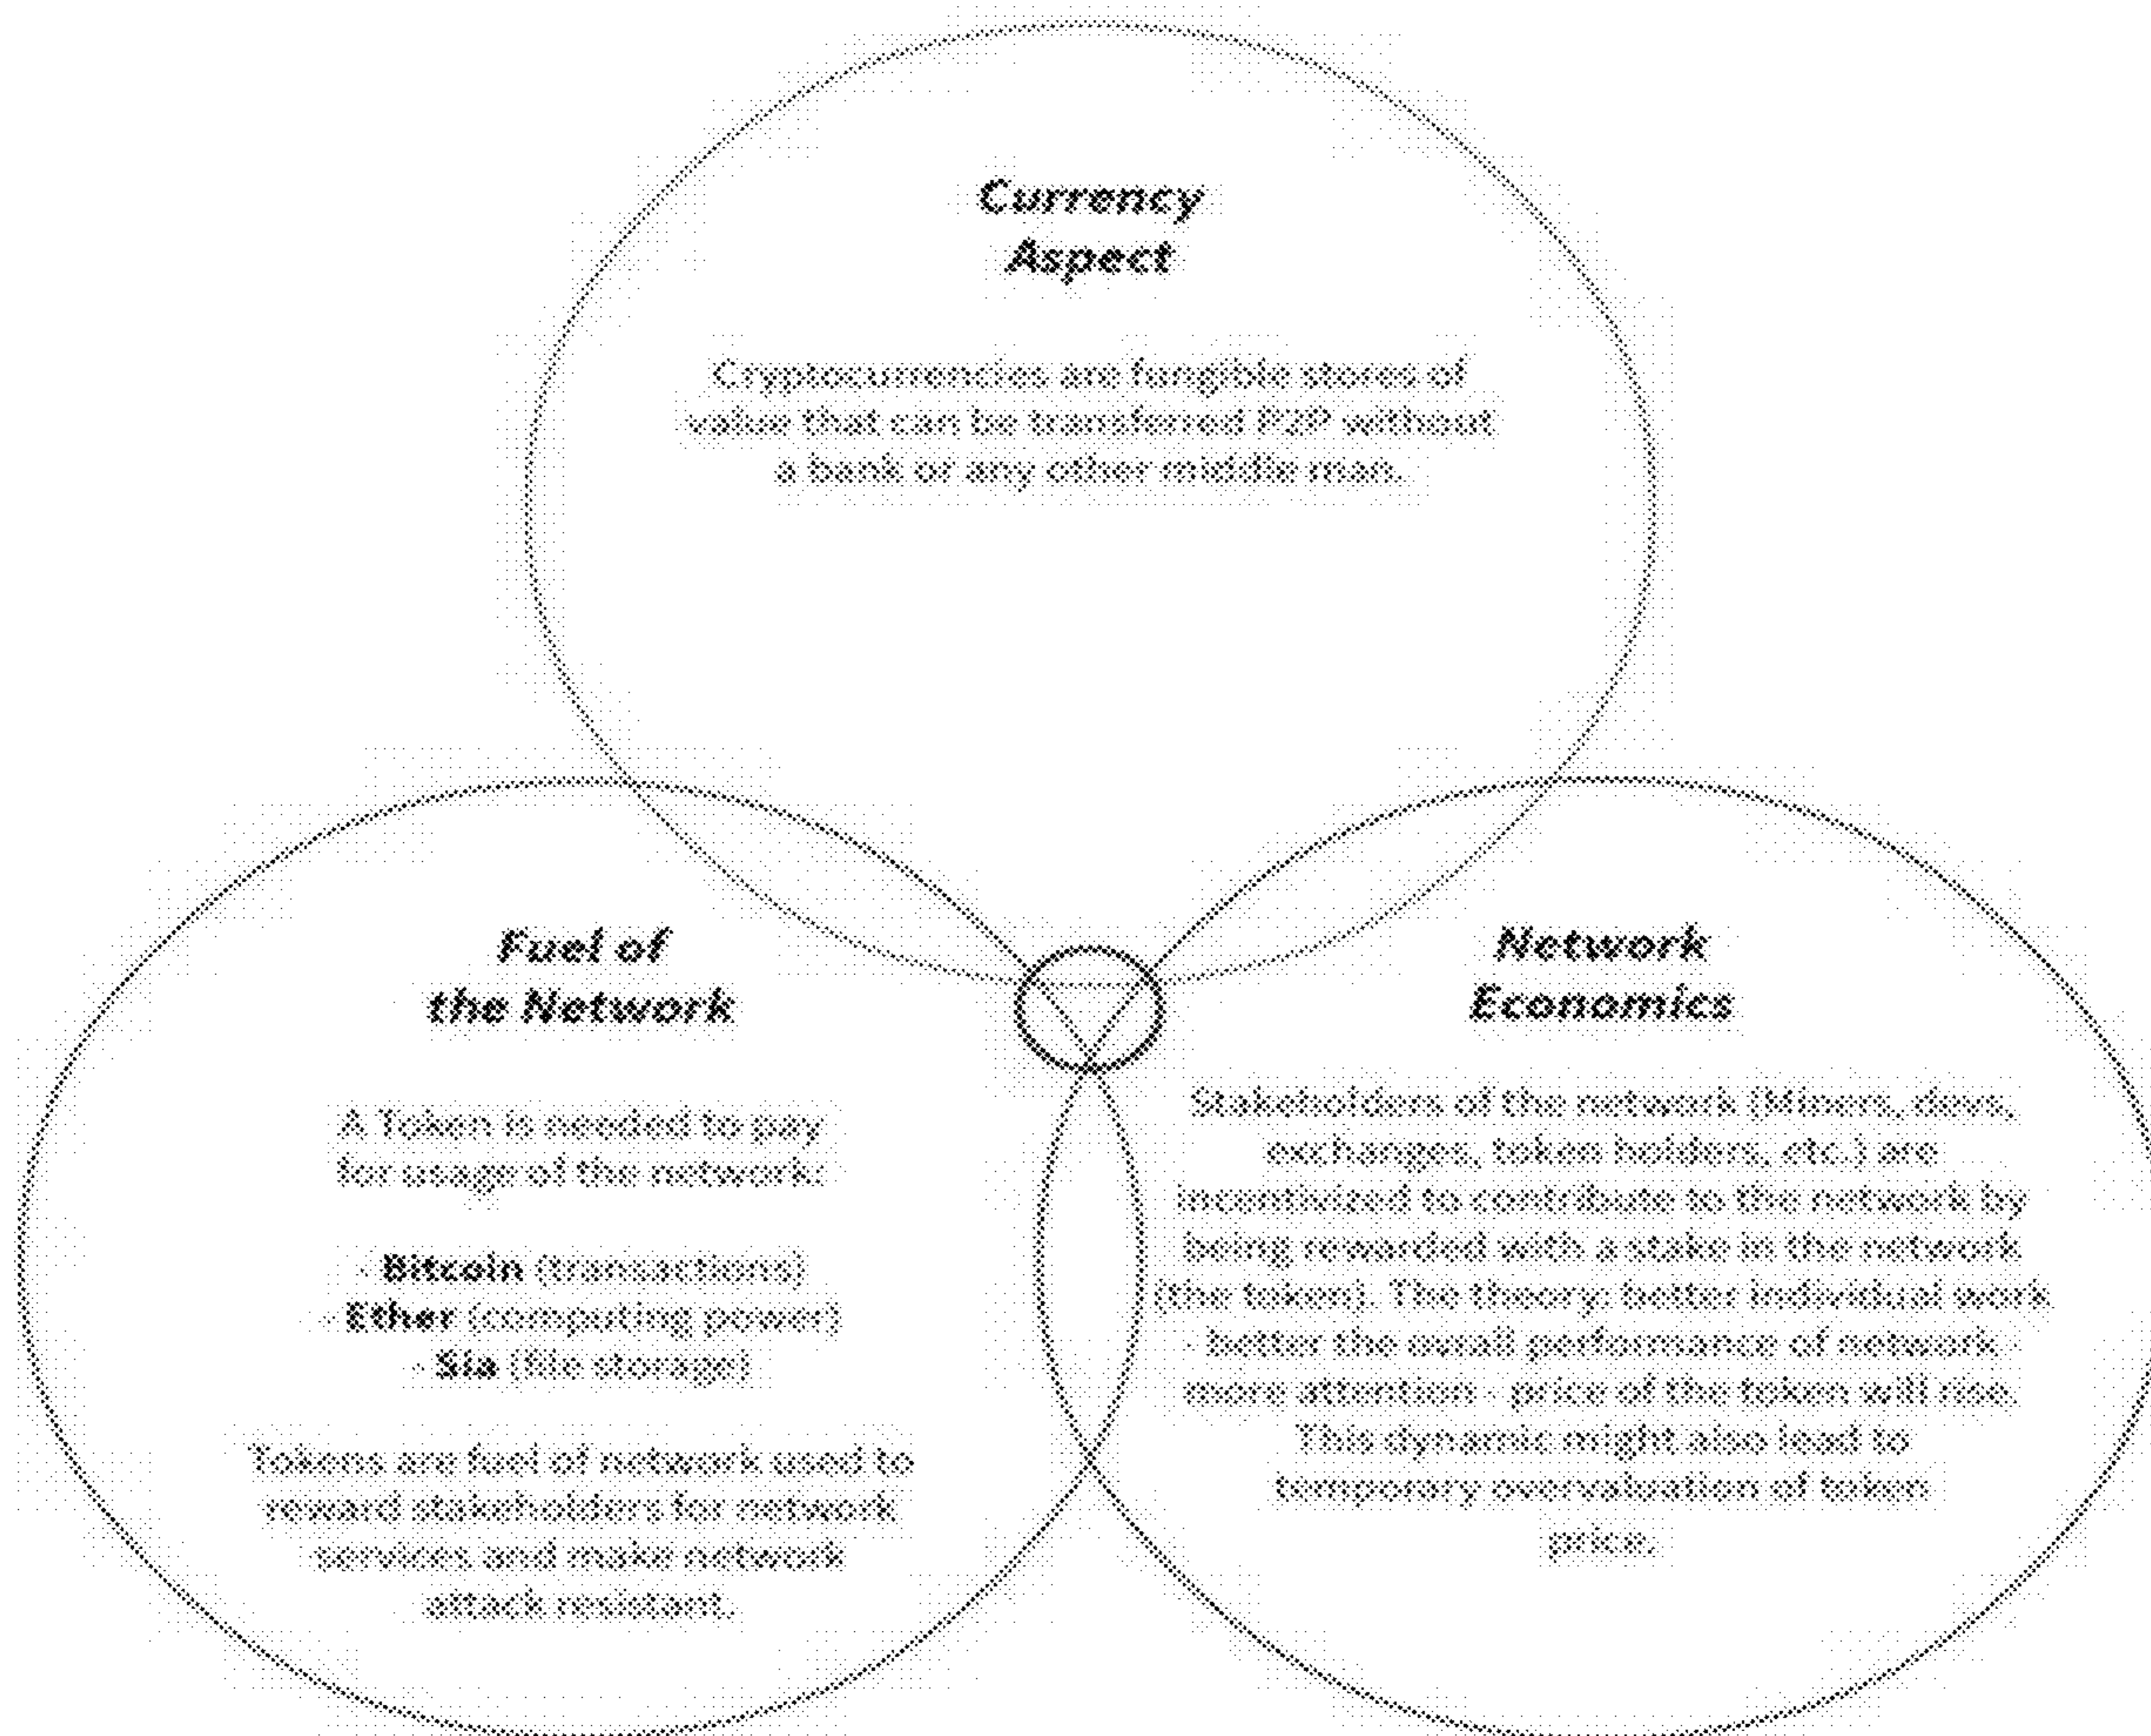 Currency
Aspect
Cryptocurrencies are fungible stores of
value that can be transferred P2P without
a bank or any other middle man.
Fuel of
the Network
A Token is needed to pay
for usage of the network:
· Bitcoin (transactions)
· Ether (computing power)
· Sia (file storage)
Tokens are fuel of network used to
reward stakeholders for network
services and make network
attack resistant.
Network
Economics
Stakeholders of the network (Miners, devs,
exchanges, token holders, etc.) are
incentivized to contribute to the network by
being rewarded with a stake in the network
(the token). The theory: better individual work
- better the overall performance of network -
more attention - price of the token will rise.
This dynamic might also lead to
temporary overvaluation of token
price.